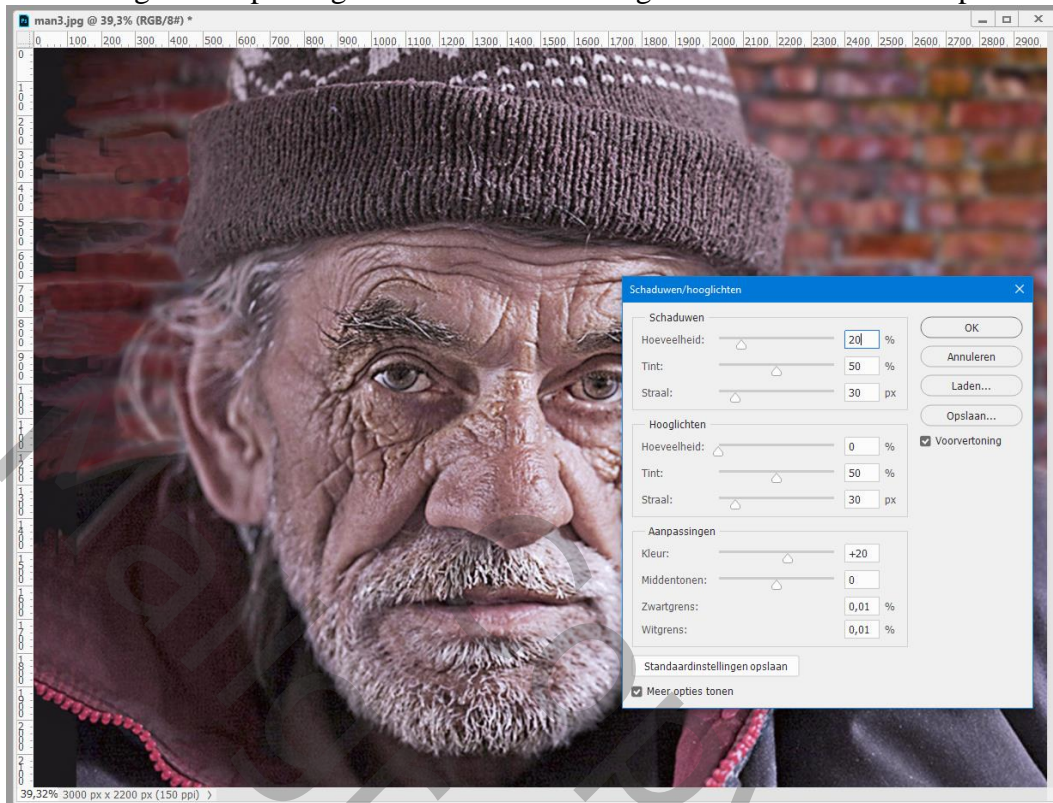 man3.jpg @ 39,3% (RGB/8#) *
0 100 200 300 400 500 600 700 800 900 1000 1100 1200 1300 1400 1500 1600 1700 1800 1900 2000 2100 2200 2300 2400 2500 2600 2700 2800 2900
Schaduwen/hooglichten
Schaduwen
Hoeveelheid: 20 %
Tint: 50 %
Straal: 30 px
Hooglichten
Hoeveelheid: 0 %
Tint: 50 %
Straal: 30 px
Aanpassingen
Kleur: +20
Middentonen: 0
Zwartgrens: 0,01 %
Witgrens: 0,01 %
Standaardinstellingen opslaan
Meer opties tonen
OK
Annuleren
Laden...
Opslaan...
Voorvertoning
39,32% 3000 px x 2200 px (150 ppi)